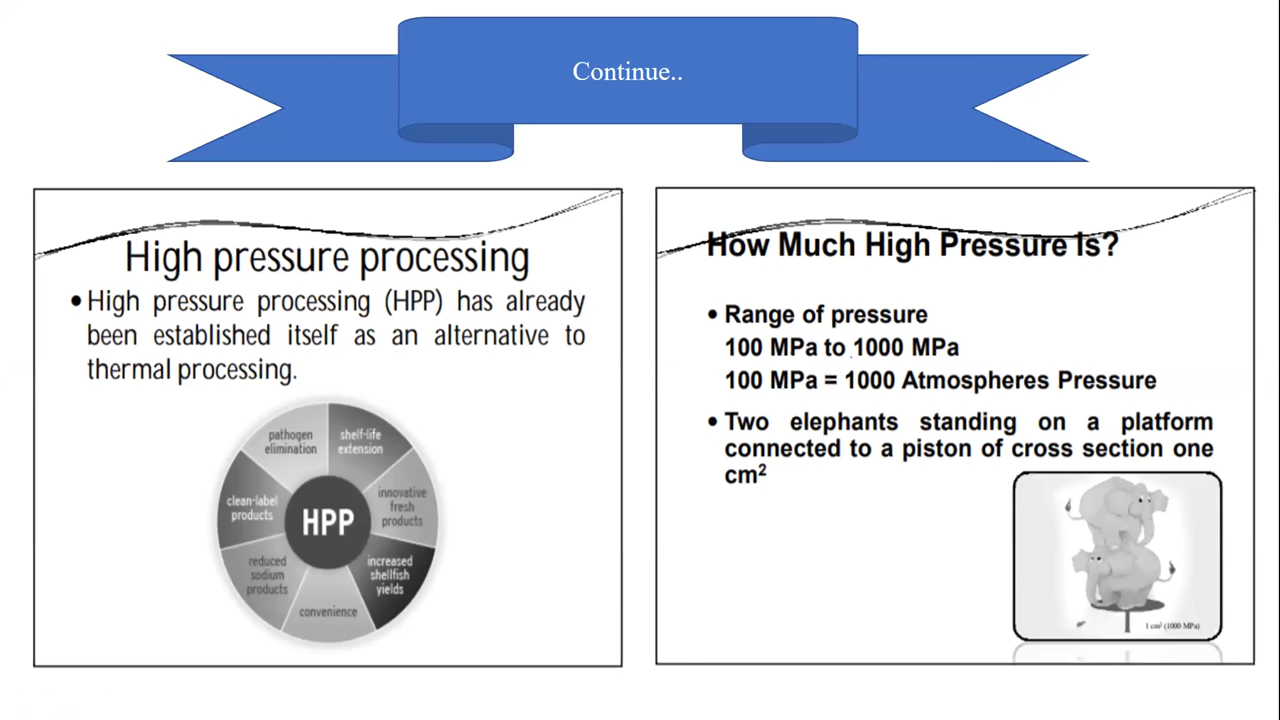 Continue..
High pressure processing
• High pressure processing (HPP) has already
been established itself as an alternative to
thermal processing.
pathogen
elimination
shelf-life
extension
innovative
fresh
products
increased
shellfish
yields
convenience
reduced
sodium
products
clean-label
products
HPP
How Much High Pressure Is?
• Range of pressure
100 MPa to 1000 MPa
100 MPa = 1000 Atmospheres Pressure
• Two elephants standing on a platform
connected to a piston of cross section one
cm²
1 cm² (1000 MPa)